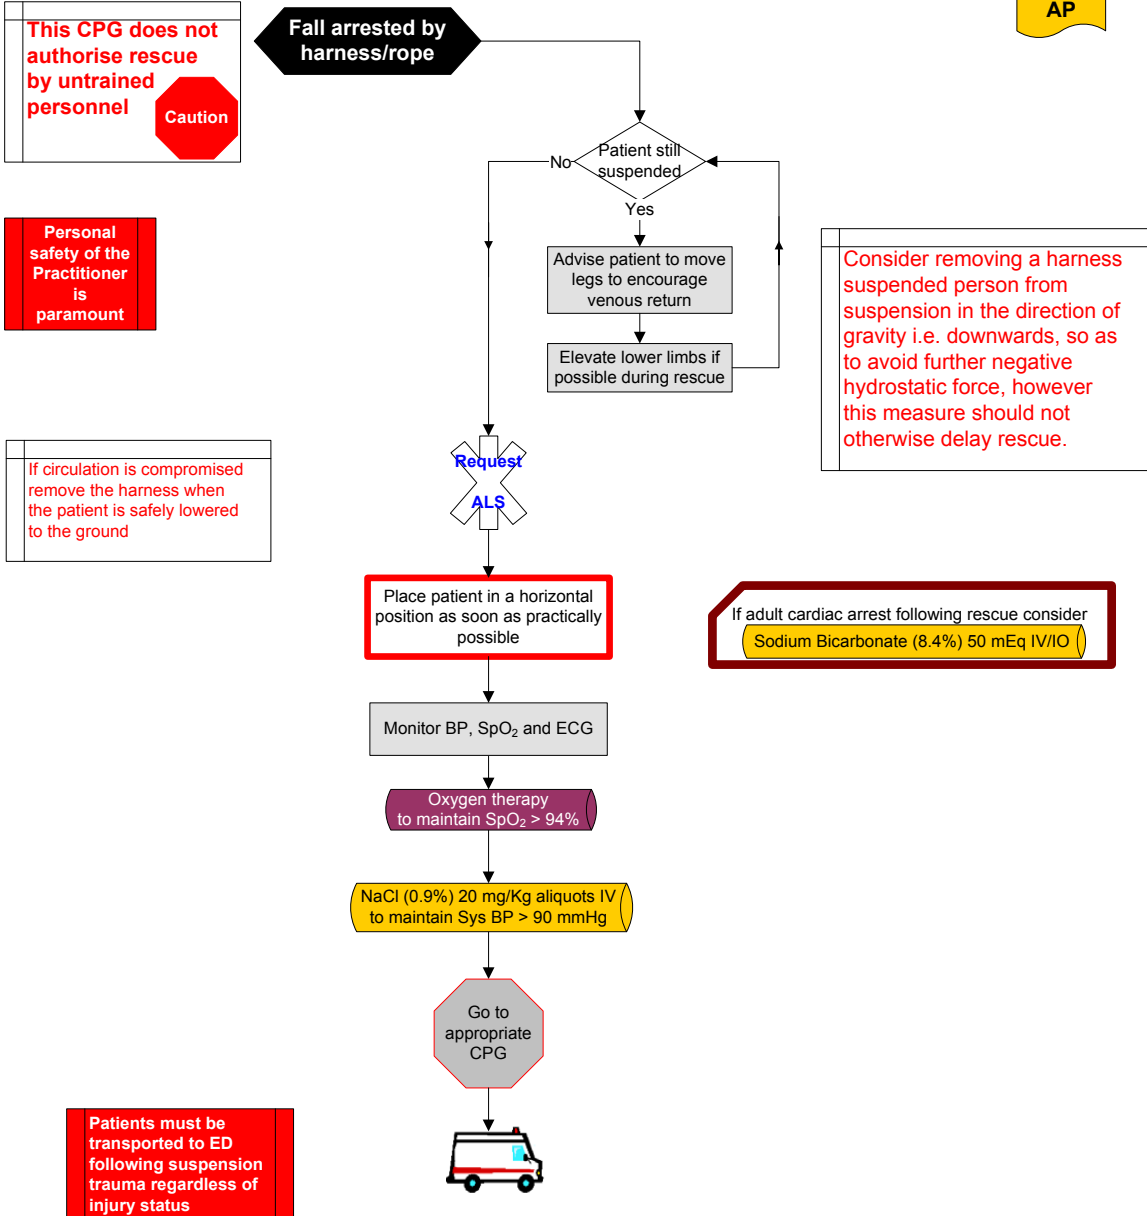 AP
This CPG does not
authorise rescue
by untrained
personnel
Caution
Fall arrested by
harness/rope
Patient still
suspended
No
Yes
Personal
safety of the
Practitioner
is
paramount
Advise patient to move
legs to encourage
venous return
Elevate lower limbs if
possible during rescue
Consider removing a harness
suspended person from
suspension in the direction of
gravity i.e. downwards, so as
to avoid further negative
hydrostatic force, however
this measure should not
otherwise delay rescue.
If circulation is compromised
remove the harness when
the patient is safely lowered
to the ground
Request
ALS
Place patient in a horizontal
position as soon as practically
possible
If adult cardiac arrest following rescue consider
Sodium Bicarbonate (8.4%) 50 mEq IV/IO
Monitor BP, SpO₂ and ECG
Oxygen therapy
to maintain SpO₂ > 94%
NaCl (0.9%) 20 mg/Kg aliquots IV
to maintain Sys BP > 90 mmHg
Go to
appropriate
CPG
Patients must be
transported to ED
following suspension
trauma regardless of
injury status